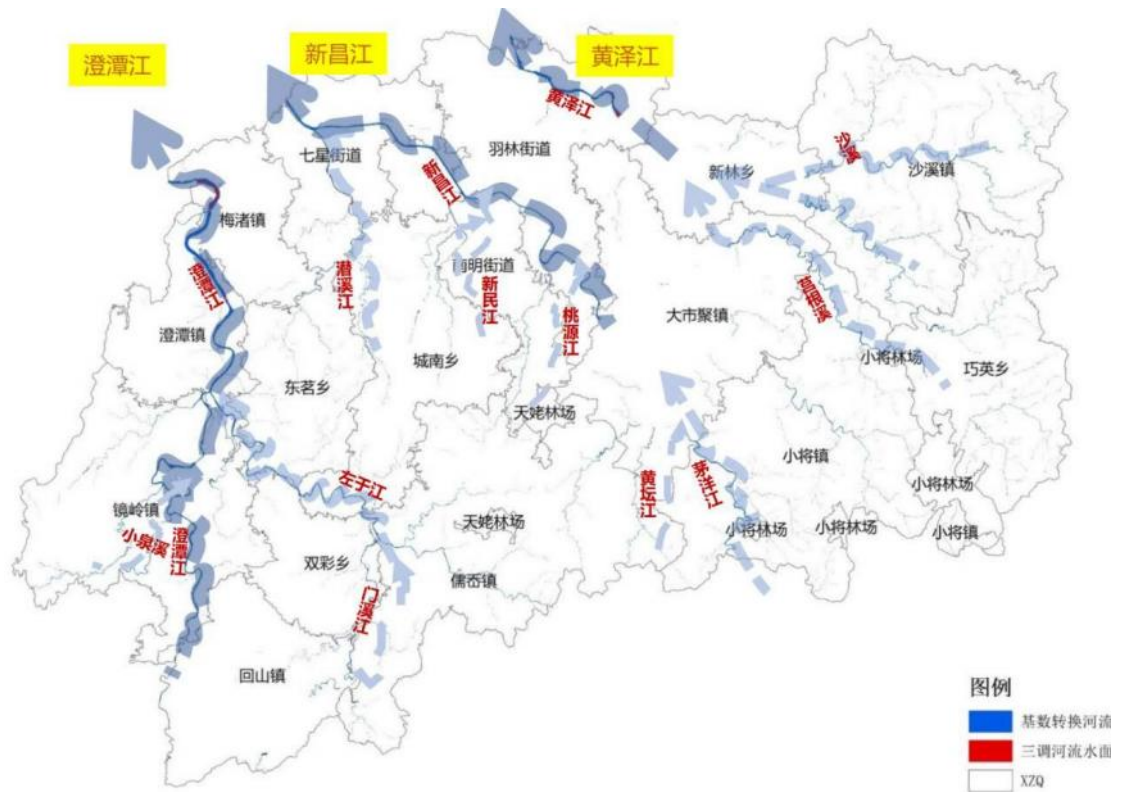 澄潭江
新昌江
黄泽江
黄泽江
七星街道
羽林街道
新昌江
新林乡
沙溪
沙溪镇
梅渚镇
澄潭江
潜溪江
南明街道
新民江
桃源江
大市聚镇
莒根溪
小将林场
巧英乡
澄潭镇
东茗乡
城南乡
天姥林场
小将镇
黄坛江
茅洋江
小将林场
左于江
镜岭镇
小泉溪
澄潭江
天姥林场
小将林场
小将林场
小将镇
双彩乡
儒岙镇
门溪江
回山镇
图例
基数转换河流
三调河流水面
XZQ